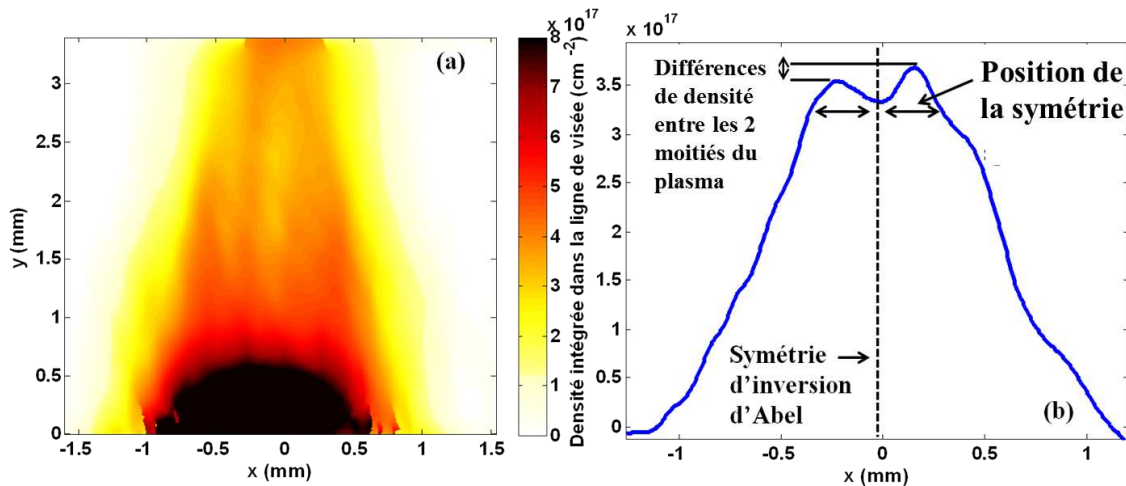 (a)
3
2.5
2
1.5
1
0.5
0
y (mm)
-1.5
-1
-0.5
0
0.5
1
1.5
x (mm)
x 10^17
8
7
6
5
4
3
2
1
0
Densité intégrée dans la ligne de visée (cm^-2)
x 10^17
3.5
3
2.5
2
1.5
1
0.5
0
Différences
de densité
entre les 2
moitiés du
plasma
Position de
la symétrie
Symétrie
d'inversion
d'Abel
(b)
-1
-0.5
0
0.5
1
x (mm)